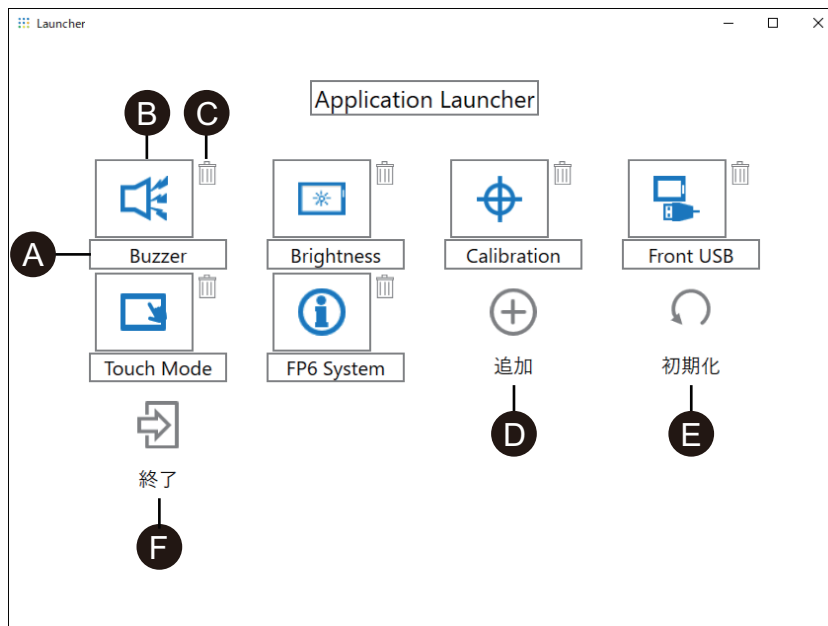 Launcher
Application Launcher
B C
A
Buzzer Brightness Calibration Front USB
Touch Mode FP6 System 追加 初期化
D E
終了
F